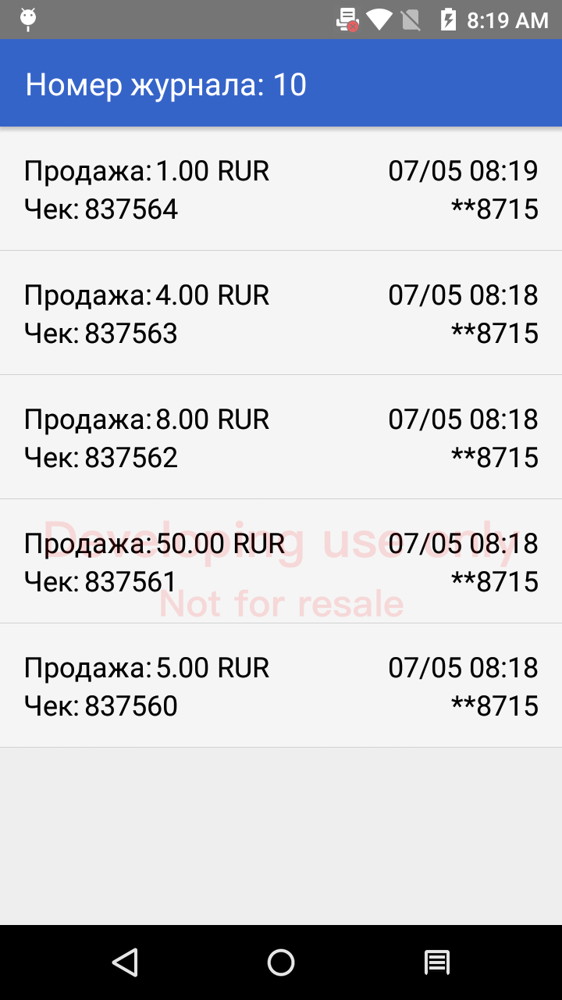 8:19 AM
Номер журнала: 10
Продажа: 1.00 RUR 07/05 08:19
Чек: 837564 **8715
Продажа: 4.00 RUR 07/05 08:18
Чек: 837563 **8715
Продажа: 8.00 RUR 07/05 08:18
Чек: 837562 **8715
Developing use only
Продажа: 50.00 RUR 07/05 08:18
Чек: 837561 **8715
Not for resale
Продажа: 5.00 RUR 07/05 08:18
Чек: 837560 **8715